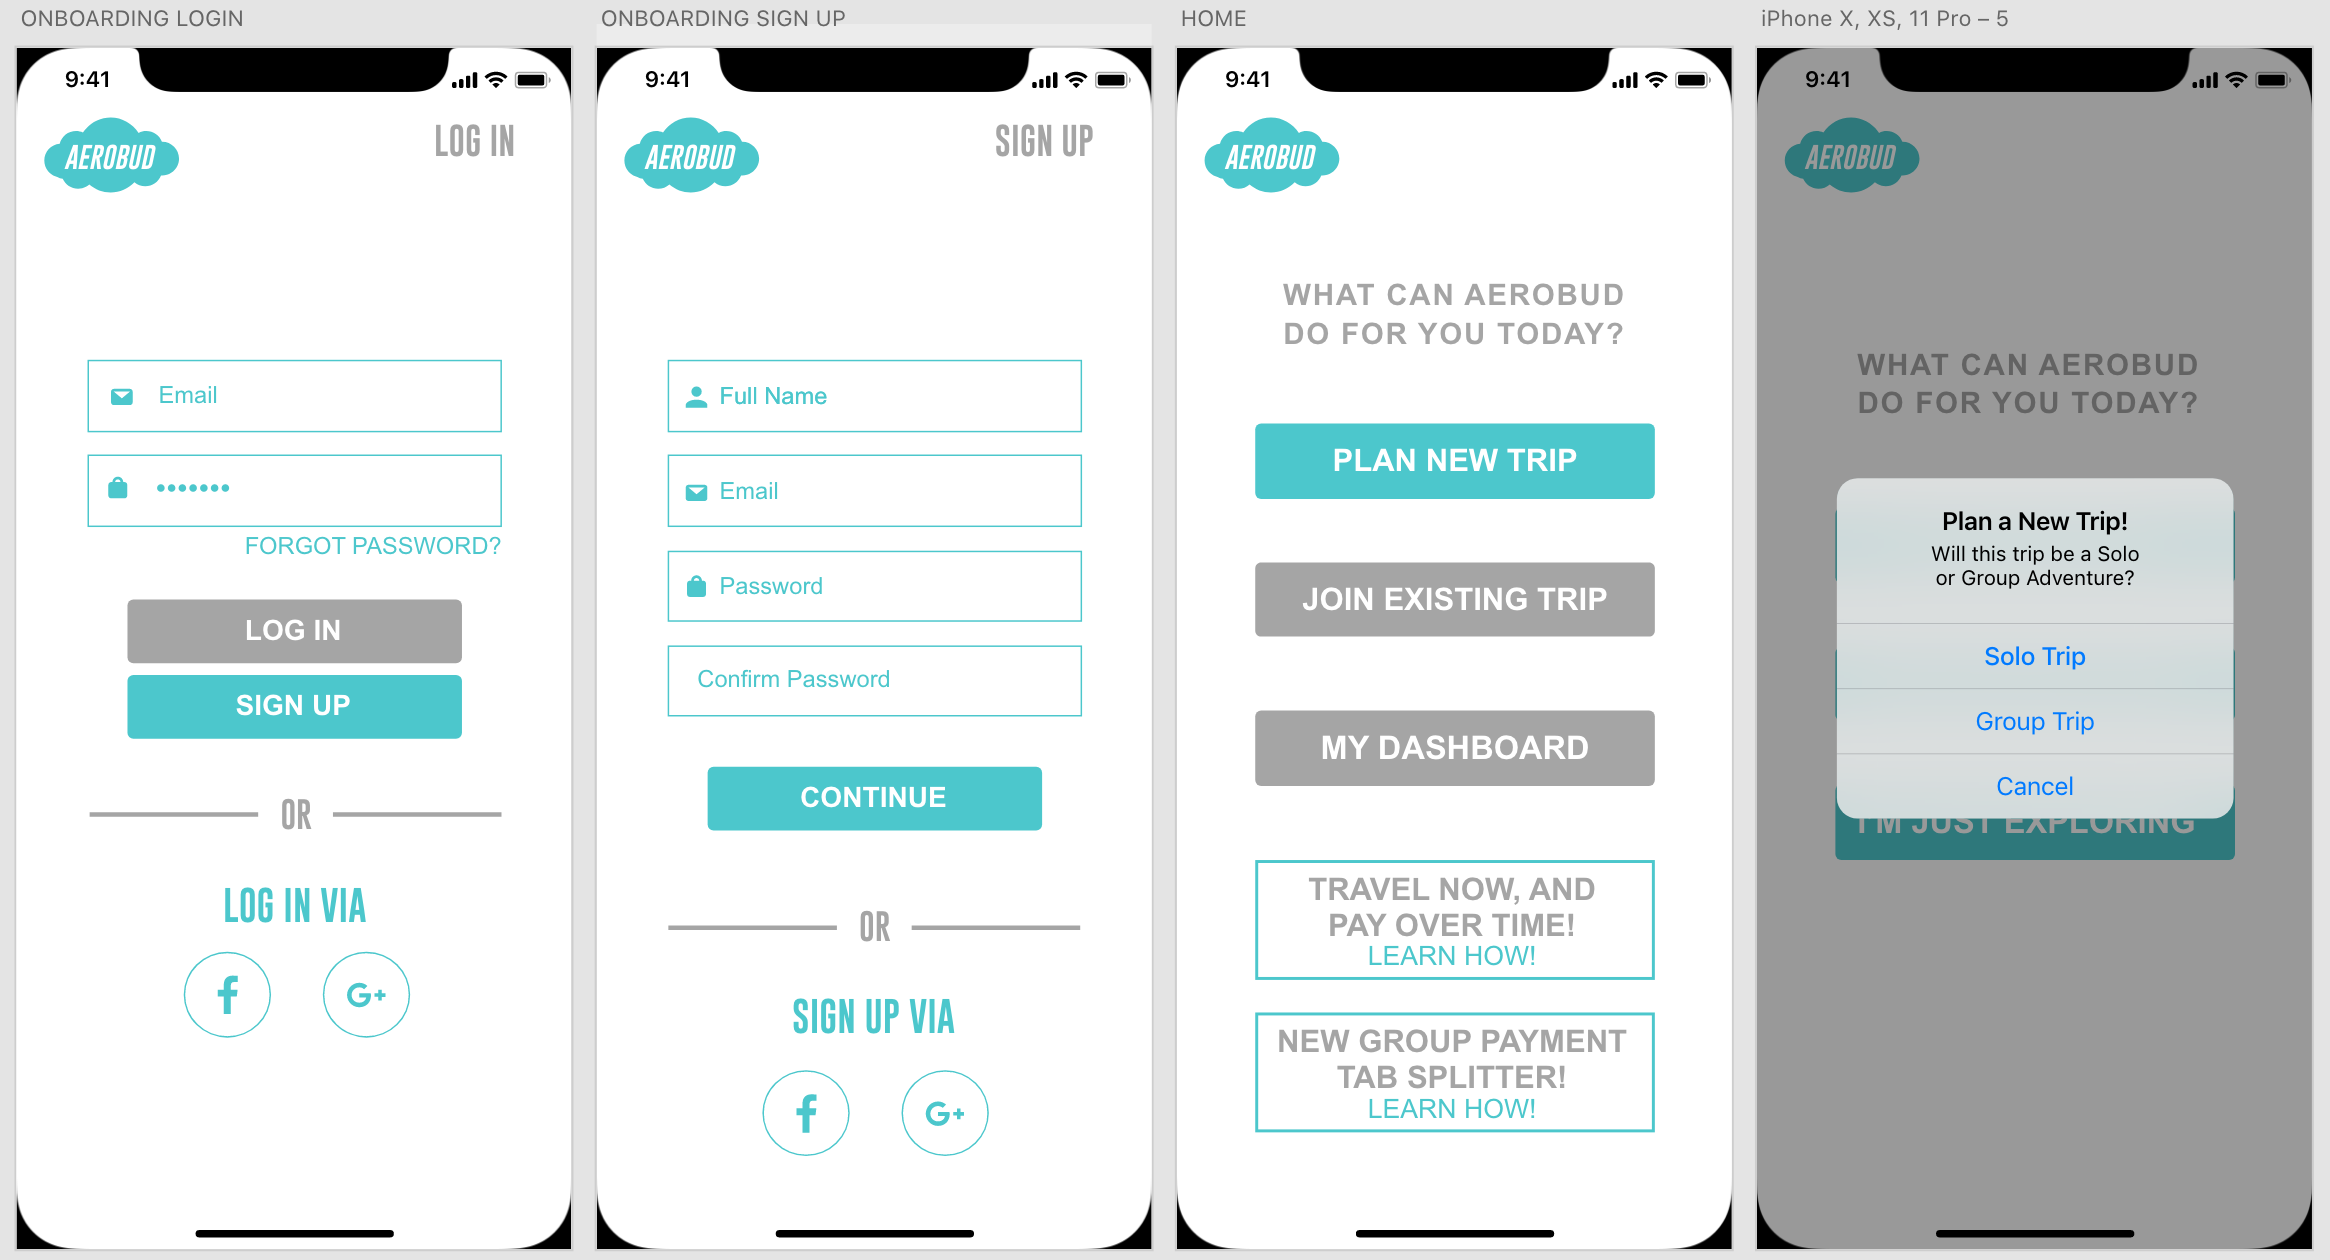 ONBOARDING LOGIN
9:41
AEROBUD
LOG IN
Email
FORGOT PASSWORD?
LOG IN
SIGN UP
OR
LOG IN VIA
f
G+
ONBOARDING SIGN UP
9:41
AEROBUD
SIGN UP
Full Name
Email
Password
Confirm Password
CONTINUE
OR
SIGN UP VIA
f
G+
HOME
9:41
AEROBUD
WHAT CAN AEROBUD
DO FOR YOU TODAY?
PLAN NEW TRIP
JOIN EXISTING TRIP
MY DASHBOARD
TRAVEL NOW, AND
PAY OVER TIME!
LEARN HOW!
NEW GROUP PAYMENT
TAB SPLITTER!
LEARN HOW!
iPhone X, XS, 11 Pro – 5
9:41
AEROBUD
WHAT CAN AEROBUD
DO FOR YOU TODAY?
Plan a New Trip!
Will this trip be a Solo
or Group Adventure?
Solo Trip
Group Trip
Cancel
I'M JUST EXPLORING